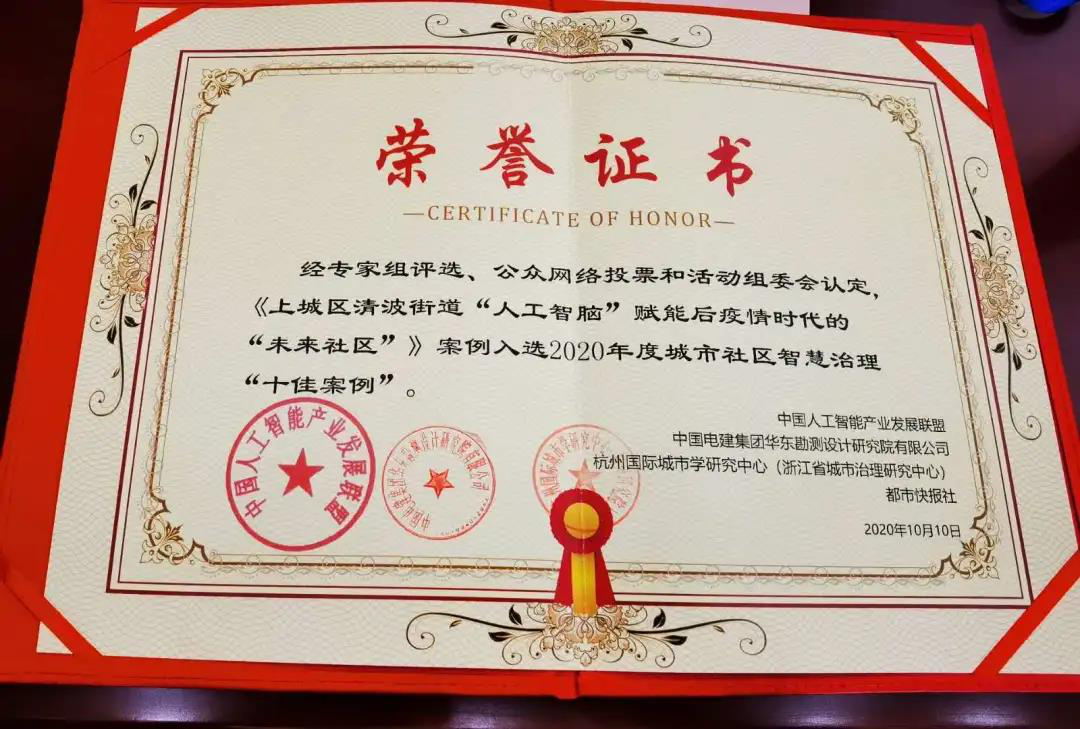 荣誉证书
—CERTIFICATE OF HONOR—
经专家组评选、公众网络投票和活动组委会认定，
《上城区清波街道“人工智脑”赋能后疫情时代的
“未来社区”》案例入选2020年度城市社区智慧治理
“十佳案例”。
中国人工智能产业发展联盟
中国电建集团华东勘测设计研究院有限公司
杭州国际城市学研究中心（浙江省城市治理研究中心）
都市快报社
2020年10月10日
中国人工智能产业发展联盟